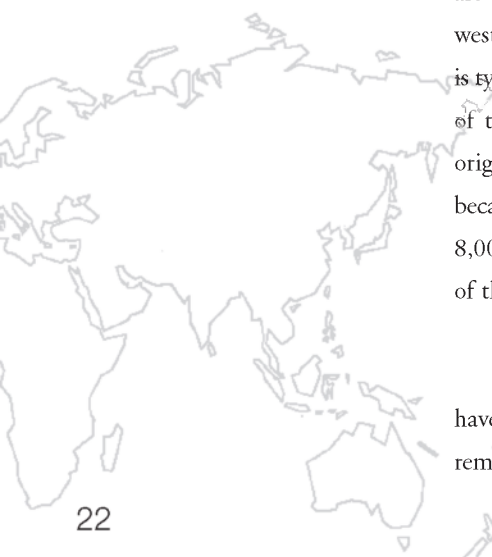 west
is ty
of t
orig
beca
8,00
of th
have
rem
22